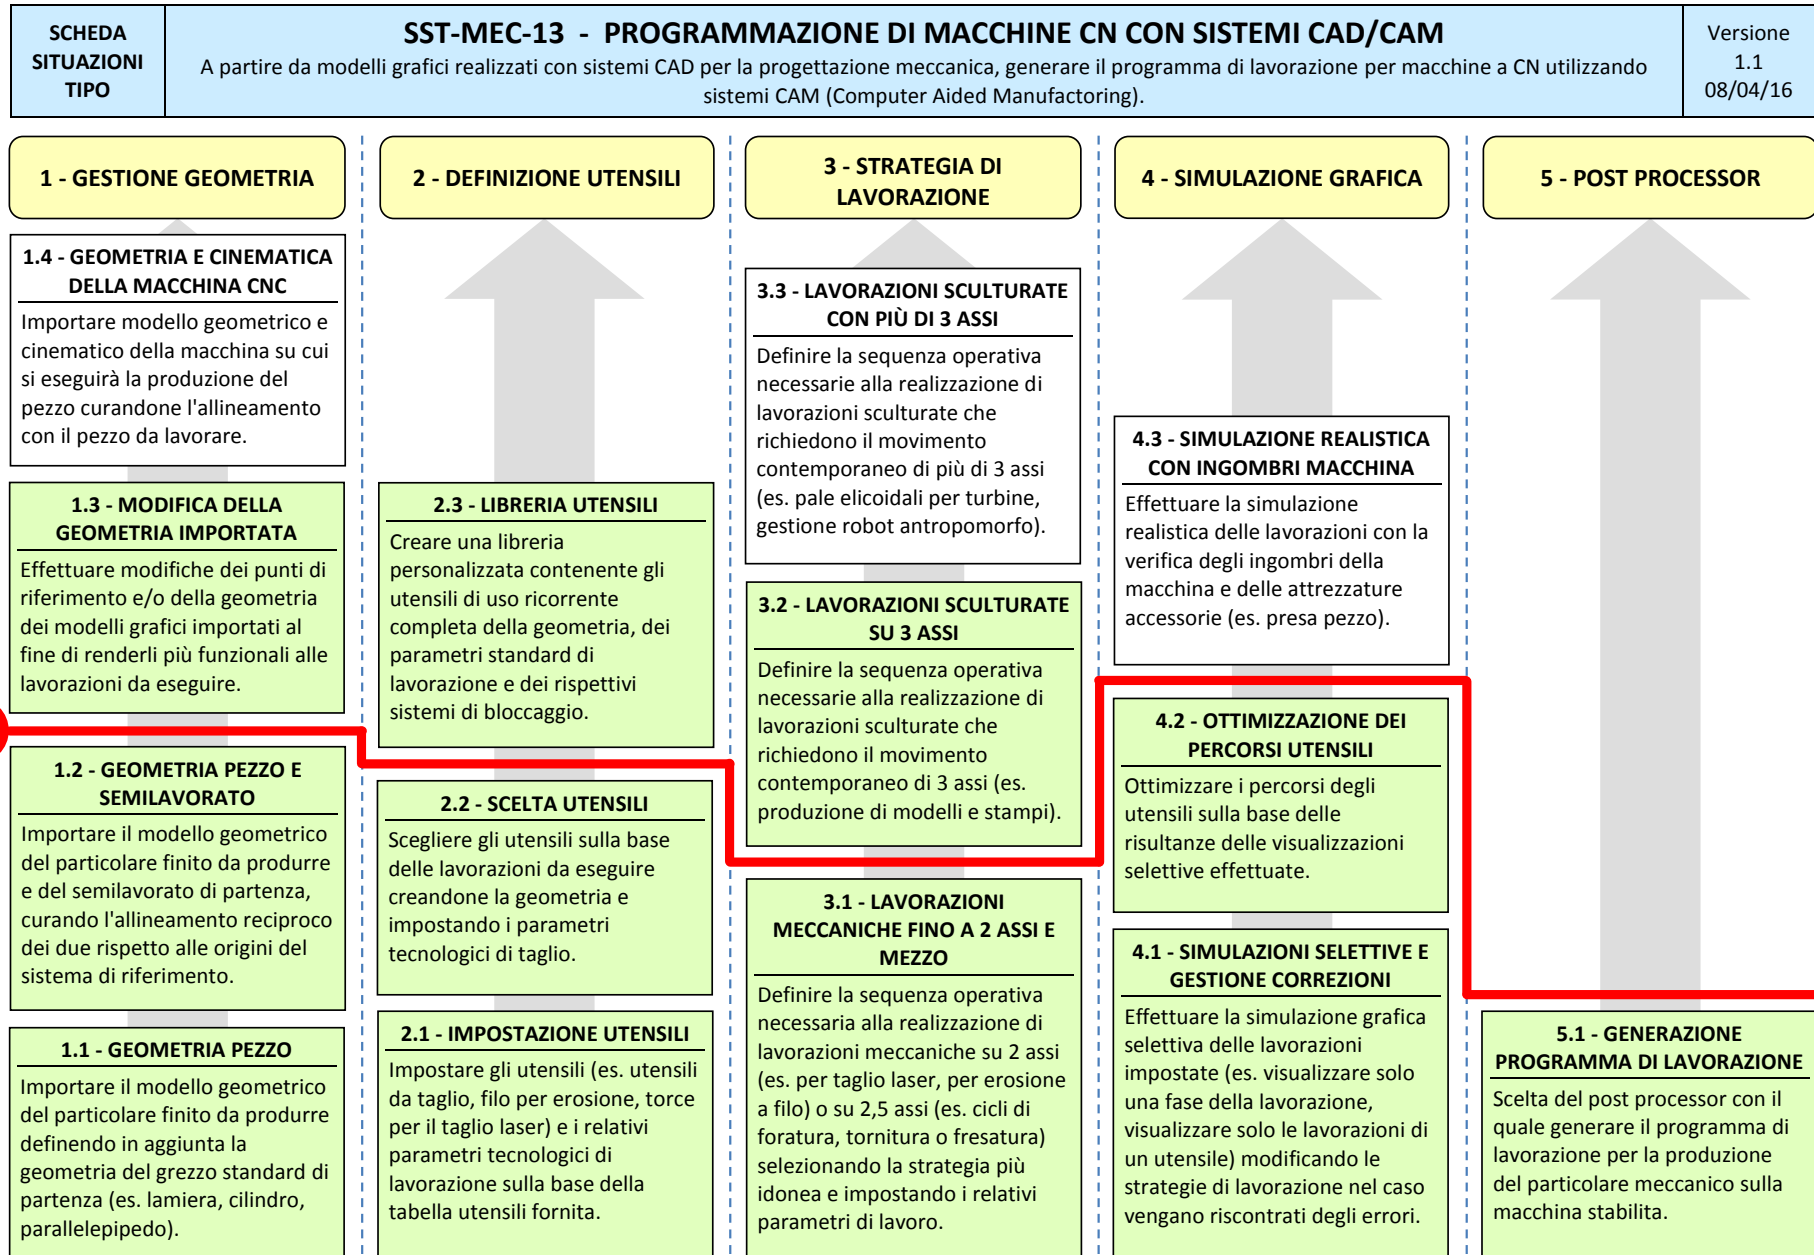 SCHEDA
SITUAZIONI
TIPO
SST-MEC-13 - PROGRAMMAZIONE DI MACCHINE CN CON SISTEMI CAD/CAM
A partire da modelli grafici realizzati con sistemi CAD per la progettazione meccanica, generare il programma di lavorazione per macchine a CN utilizzando
sistemi CAM (Computer Aided Manufactoring).
Versione
1.1
08/04/16
1 - GESTIONE GEOMETRIA
1.4 - GEOMETRIA E CINEMATICA
DELLA MACCHINA CNC
Importare modello geometrico e
cinematico della macchina su cui
si eseguirà la produzione del
pezzo curandone l'allineamento
con il pezzo da lavorare.
1.3 - MODIFICA DELLA
GEOMETRIA IMPORTATA
Effettuare modifiche dei punti di
riferimento e/o della geometria
dei modelli grafici importati al
fine di renderli più funzionali alle
lavorazioni da eseguire.
1.2 - GEOMETRIA PEZZO E
SEMILAVORATO
Importare il modello geometrico
del particolare finito da produrre
e del semilavorato di partenza,
curando l'allineamento reciproco
dei due rispetto alle origini del
sistema di riferimento.
1.1 - GEOMETRIA PEZZO
Importare il modello geometrico
del particolare finito da produrre
definendo in aggiunta la
geometria del grezzo standard di
partenza (es. lamiera, cilindro,
parallelepipedo).
2 - DEFINIZIONE UTENSILI
2.3 - LIBRERIA UTENSILI
Creare una libreria
personalizzata contenente gli
utensili di uso ricorrente
completa della geometria, dei
parametri standard di
lavorazione e dei rispettivi
sistemi di bloccaggio.
2.2 - SCELTA UTENSILI
Scegliere gli utensili sulla base
delle lavorazioni da eseguire
creandone la geometria e
impostando i parametri
tecnologici di taglio.
2.1 - IMPOSTAZIONE UTENSILI
Impostare gli utensili (es. utensili
da taglio, filo per erosione, torce
per il taglio laser) e i relativi
parametri tecnologici di
lavorazione sulla base della
tabella utensili fornita.
3 - STRATEGIA DI
LAVORAZIONE
3.3 - LAVORAZIONI SCULTURATE
CON PIÙ DI 3 ASSI
Definire la sequenza operativa
necessarie alla realizzazione di
lavorazioni sculturate che
richiedono il movimento
contemporaneo di più di 3 assi
(es. pale elicoidali per turbine,
gestione robot antropomorfo).
3.2 - LAVORAZIONI SCULTURATE
SU 3 ASSI
Definire la sequenza operativa
necessarie alla realizzazione di
lavorazioni sculturate che
richiedono il movimento
contemporaneo di 3 assi (es.
produzione di modelli e stampi).
3.1 - LAVORAZIONI
MECCANICHE FINO A 2 ASSI E
MEZZO
Definire la sequenza operativa
necessaria alla realizzazione di
lavorazioni meccaniche su 2 assi
(es. per taglio laser, per erosione
a filo) o su 2,5 assi (es. cicli di
foratura, tornitura o fresatura)
selezionando la strategia più
idonea e impostando i relativi
parametri di lavoro.
4 - SIMULAZIONE GRAFICA
4.3 - SIMULAZIONE REALISTICA
CON INGOMBRI MACCHINA
Effettuare la simulazione
realistica delle lavorazioni con la
verifica degli ingombri della
macchina e delle attrezzature
accessorie (es. presa pezzo).
4.2 - OTTIMIZZAZIONE DEI
PERCORSI UTENSILI
Ottimizzare i percorsi degli
utensili sulla base delle
risultanze delle visualizzazioni
selettive effettuate.
4.1 - SIMULAZIONI SELETTIVE E
GESTIONE CORREZIONI
Effettuare la simulazione grafica
selettiva delle lavorazioni
impostate (es. visualizzare solo
una fase della lavorazione,
visualizzare solo le lavorazioni di
un utensile) modificando le
strategie di lavorazione nel caso
vengano riscontrati degli errori.
5 - POST PROCESSOR
5.1 - GENERAZIONE
PROGRAMMA DI LAVORAZIONE
Scelta del post processor con il
quale generare il programma di
lavorazione per la produzione
del particolare meccanico sulla
macchina stabilita.